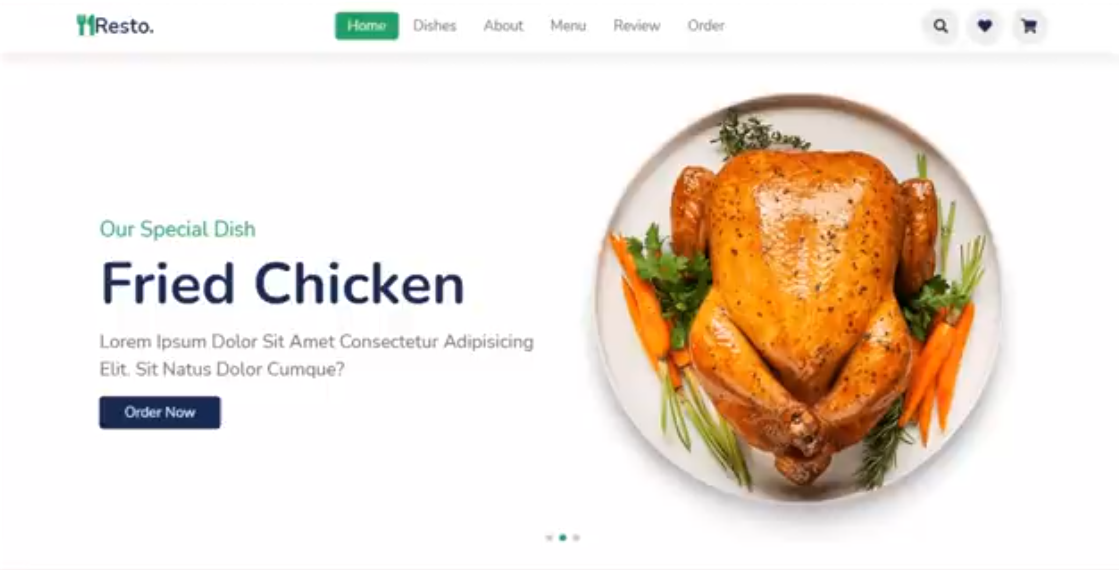 Resto.
Home
Dishes
About
Menu
Review
Order
Our Special Dish
Fried Chicken
Lorem Ipsum Dolor Sit Amet Consectetur Adipisicing
Elit. Sit Natus Dolor Cumque?
Order Now